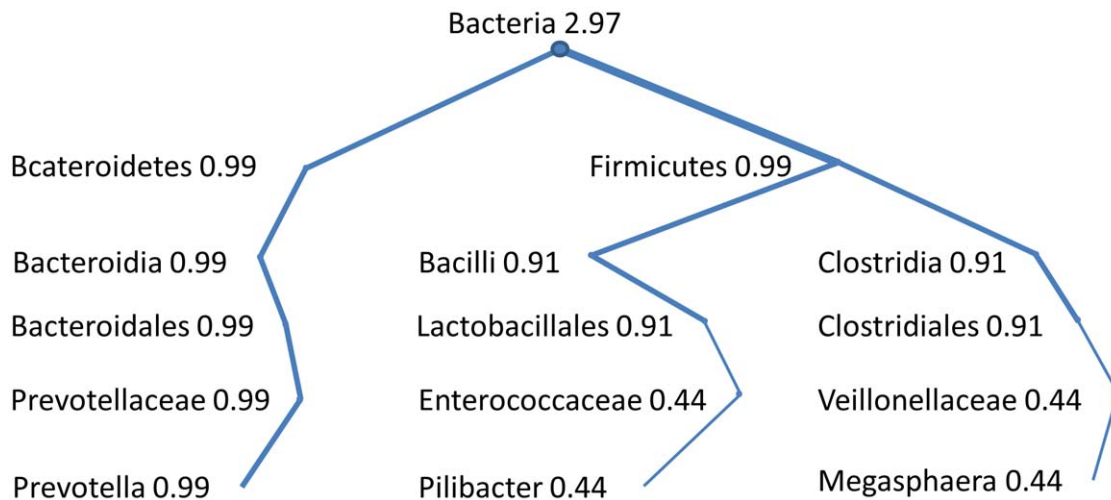 Bacteria 2.97
Bcateroidetes 0.99
Firmicutes 0.99
Bacteroidia 0.99
Bacilli 0.91
Clostridia 0.91
Bacteroidales 0.99
Lactobacillales 0.91
Clostridiales 0.91
Prevotellaceae 0.99
Enterococcaceae 0.44
Veillonellaceae 0.44
Prevotella 0.99
Pilibacter 0.44
Megasphaera 0.44